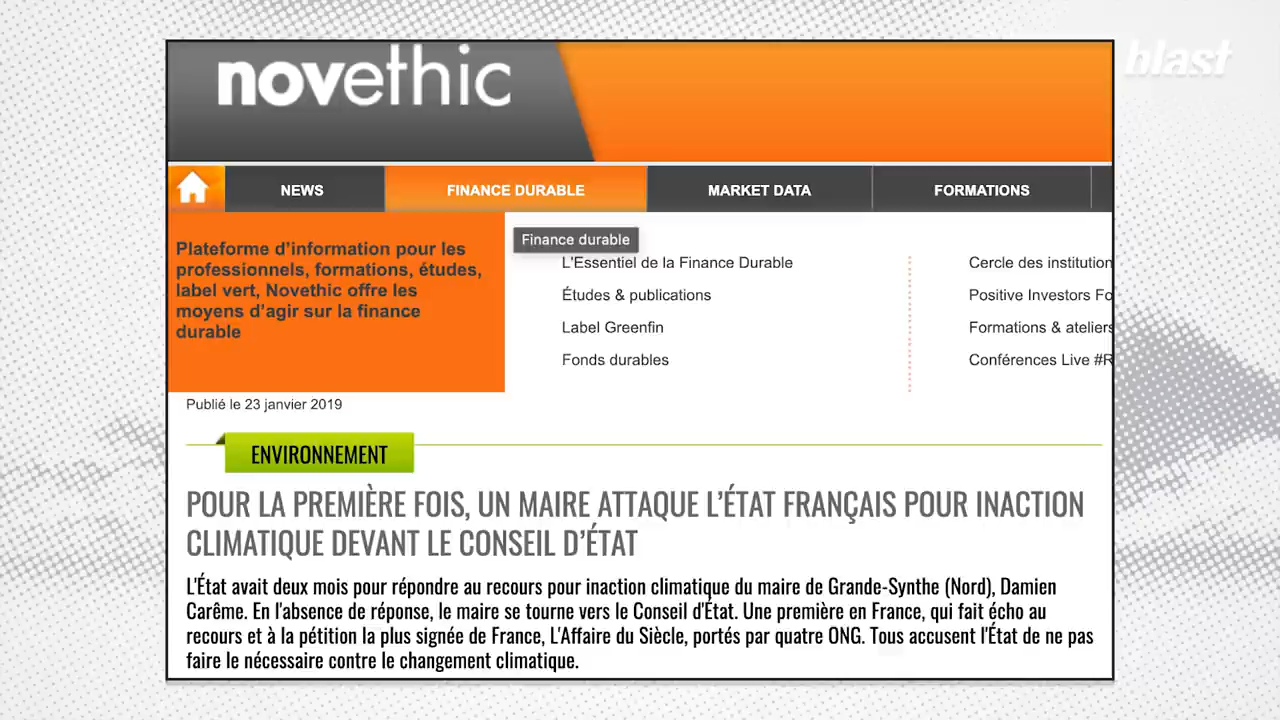 blast
novethic
NEWS
FINANCE DURABLE
MARKET DATA
FORMATIONS
Plateforme d'information pour les
professionnels, formations, études,
label vert, Novethic offre les
moyens d'agir sur la finance
durable
Finance durable
L'Essentiel de la Finance Durable
Études & publications
Label Greenfin
Fonds durables
Cercle des institution
Positive Investors Fo
Formations & ateliers
Conférences Live #R
Publié le 23 janvier 2019
ENVIRONNEMENT
POUR LA PREMIÈRE FOIS, UN MAIRE ATTAQUE L'ÉTAT FRANÇAIS POUR INACTION
CLIMATIQUE DEVANT LE CONSEIL D'ÉTAT
L'État avait deux mois pour répondre au recours pour inaction climatique du maire de Grande-Synthe (Nord), Damien
Carême. En l'absence de réponse, le maire se tourne vers le Conseil d'État. Une première en France, qui fait écho au
recours et à la pétition la plus signée de France, L'Affaire du Siècle, portés par quatre ONG. Tous accusent l'État de ne pas
faire le nécessaire contre le changement climatique.